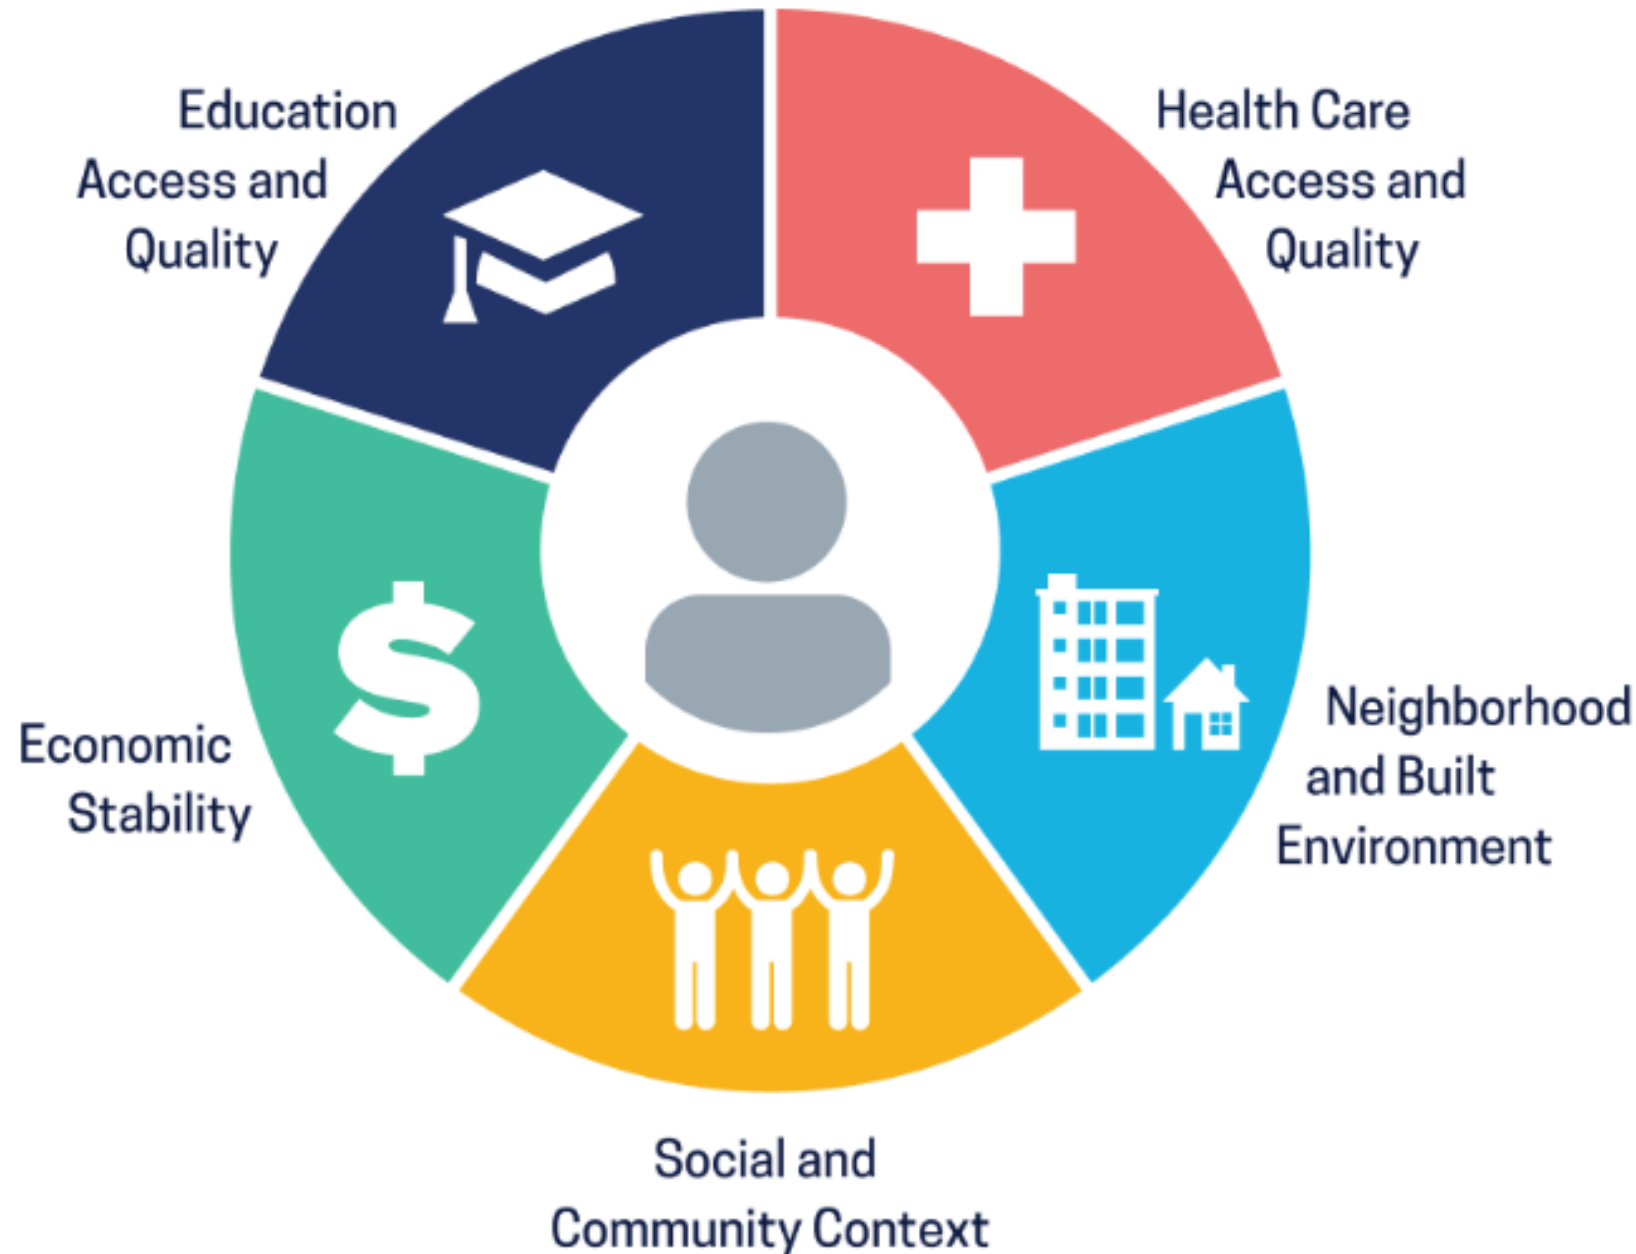 Education
Access and
Quality
Health Care
Access and
Quality
Economic
Stability
Neighborhood
and Built
Environment
Social and
Community Context